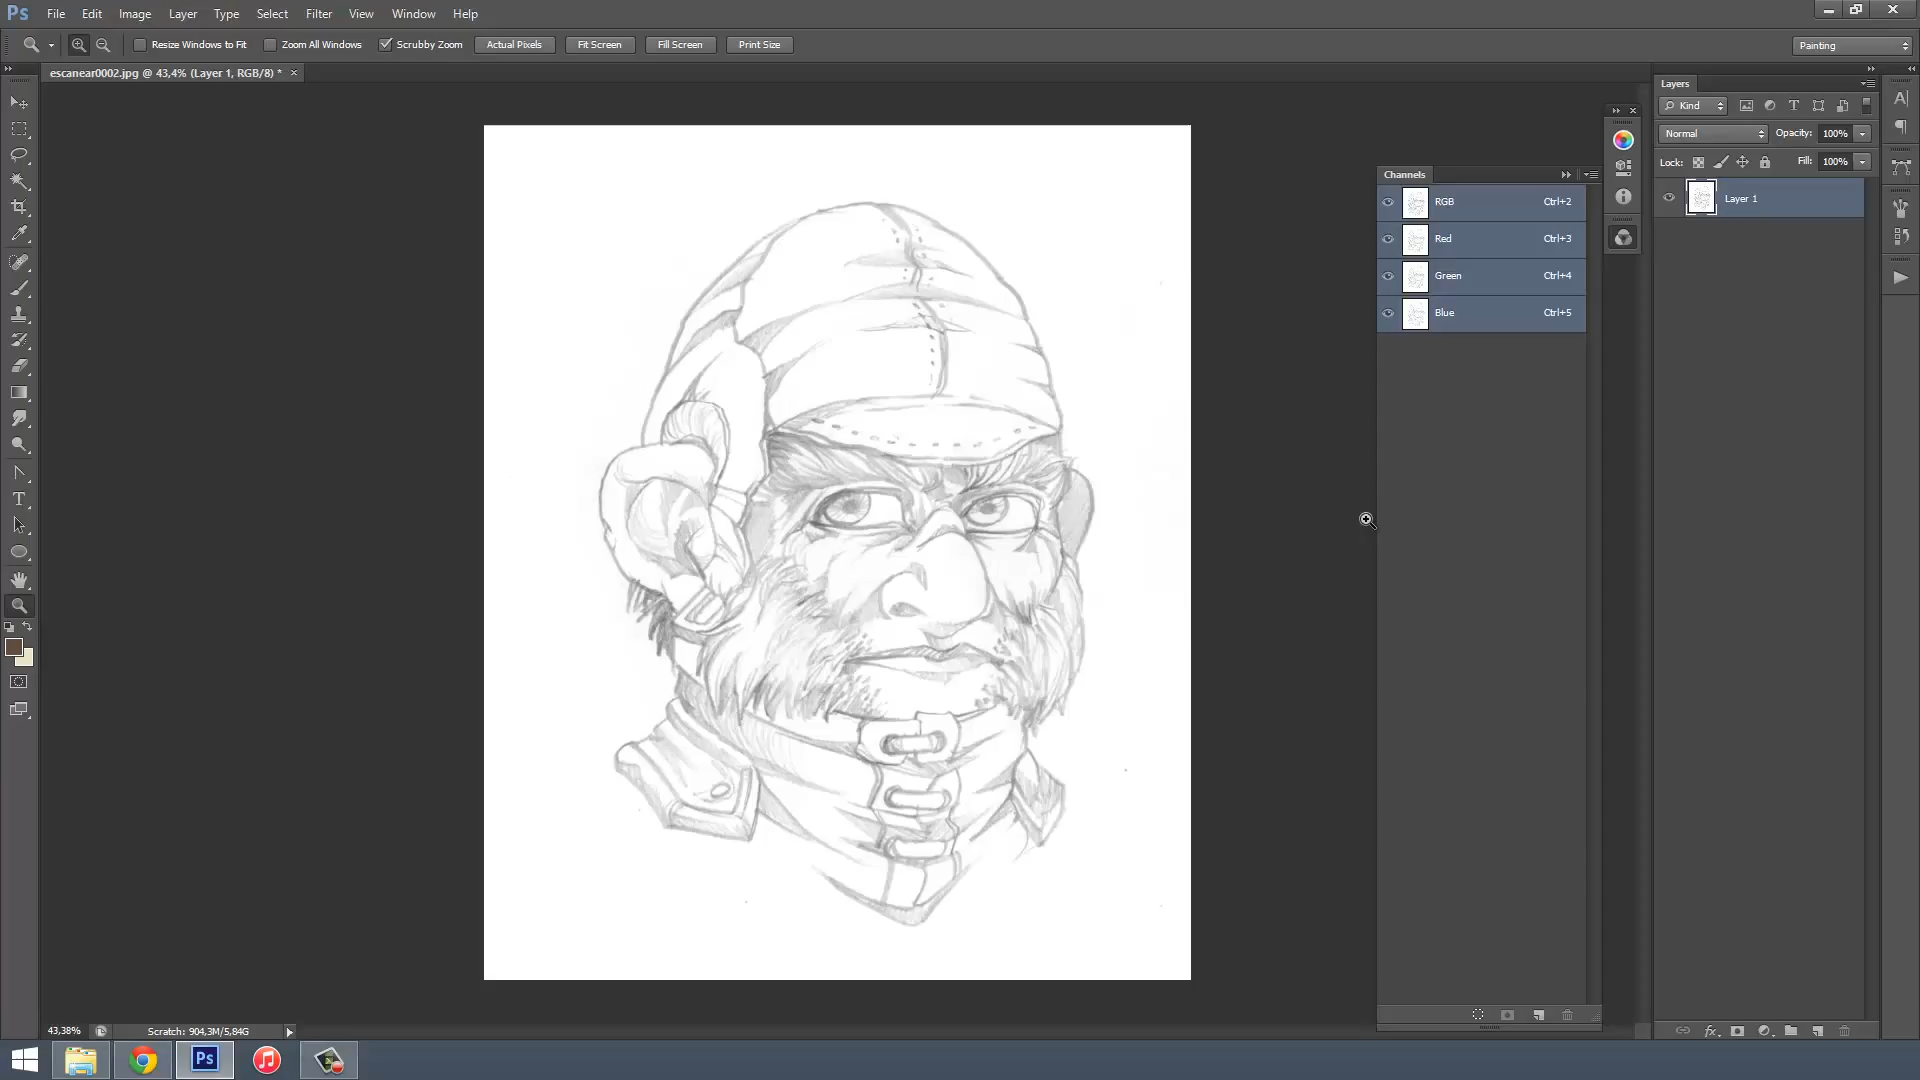 Ps File Edit Image Layer Type Select Filter View Window Help
Resize Windows to Fit Zoom All Windows Scrubby Zoom Actual Pixels Fit Screen Fill Screen Print Size Painting
escanear0002.jpg @ 43,4% (Layer 1, RGB/8) * ×
Layers
Kind
Normal Opacity: 100%
Lock: Fill: 100%
Layer 1
Channels
RGB Ctrl+2
Red Ctrl+3
Green Ctrl+4
Blue Ctrl+5
43,38% Scratch: 904,3M/5,84G
Ps